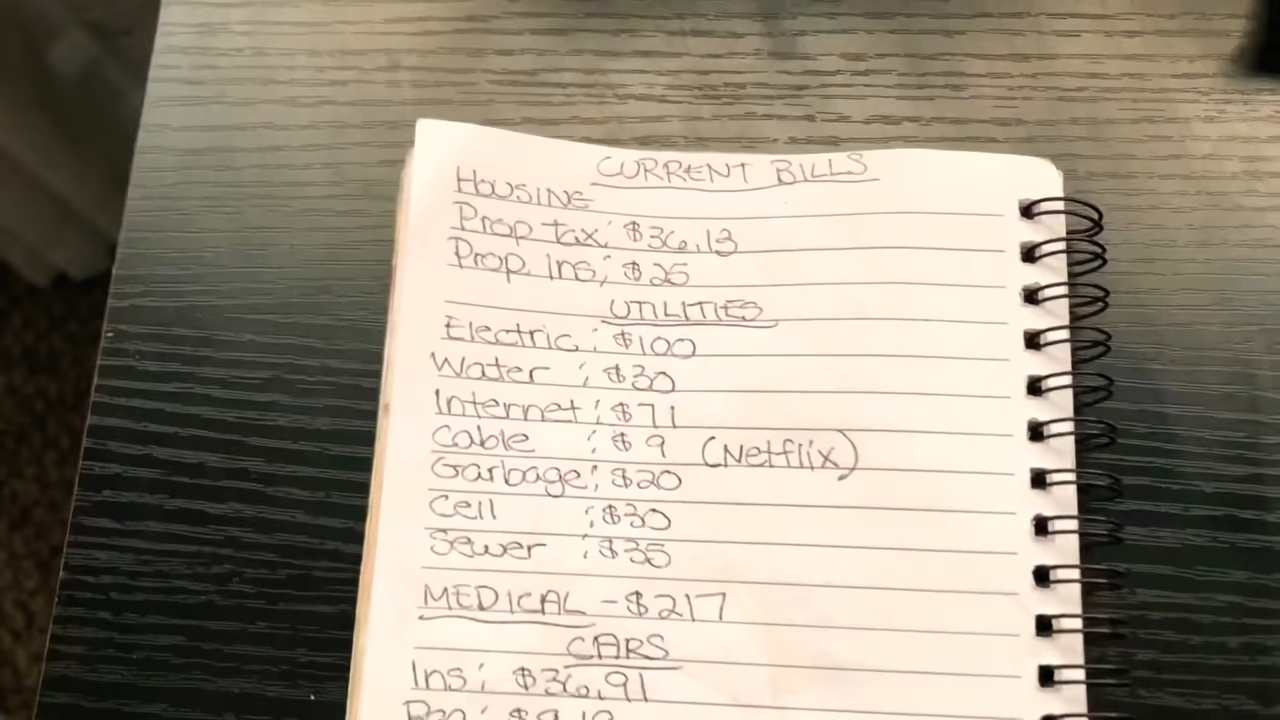 CURRENT BILLS
HOUSING
Prop tax: $36.13
Prop. Ins; $25
UTILITIES
Electric: $100
Water : $30
Internet: $71
Cable : $9 (Netflix)
Garbage: $20
Cell : $30
Sewer : $35
MEDICAL - $217
CARS
Ins: $36.91